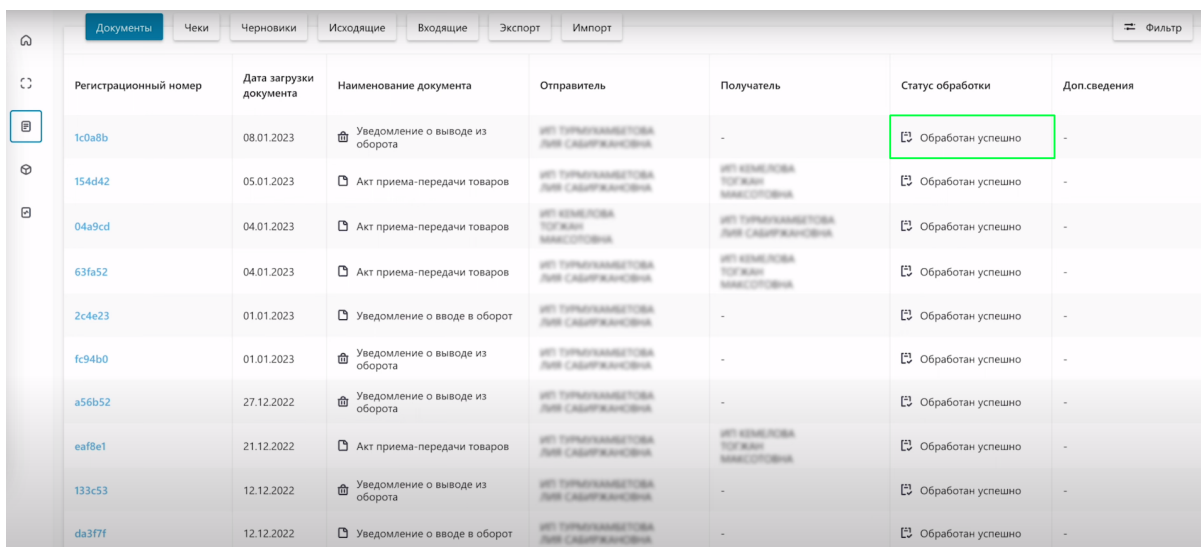 Документы Чеки Черновики Исходящие Входящие Экспорт Импорт Фильтр
Регистрационный номер Дата загрузки документа Наименование документа Отправитель Получатель Статус обработки Доп.сведения
1c0a8b 08.01.2023 Уведомление о выводе из оборота - Обработан успешно -
154d42 05.01.2023 Акт приема-передачи товаров Обработан успешно -
04a9cd 04.01.2023 Акт приема-передачи товаров Обработан успешно -
63fa52 04.01.2023 Акт приема-передачи товаров Обработан успешно -
2c4e23 01.01.2023 Уведомление о вводе в оборот - Обработан успешно -
fc94b0 01.01.2023 Уведомление о выводе из оборота - Обработан успешно -
a56b52 27.12.2022 Уведомление о выводе из оборота - Обработан успешно -
eaf8e1 21.12.2022 Акт приема-передачи товаров Обработан успешно -
133c53 12.12.2022 Уведомление о выводе из оборота - Обработан успешно -
da3f7f 12.12.2022 Уведомление о вводе в оборот - Обработан успешно -